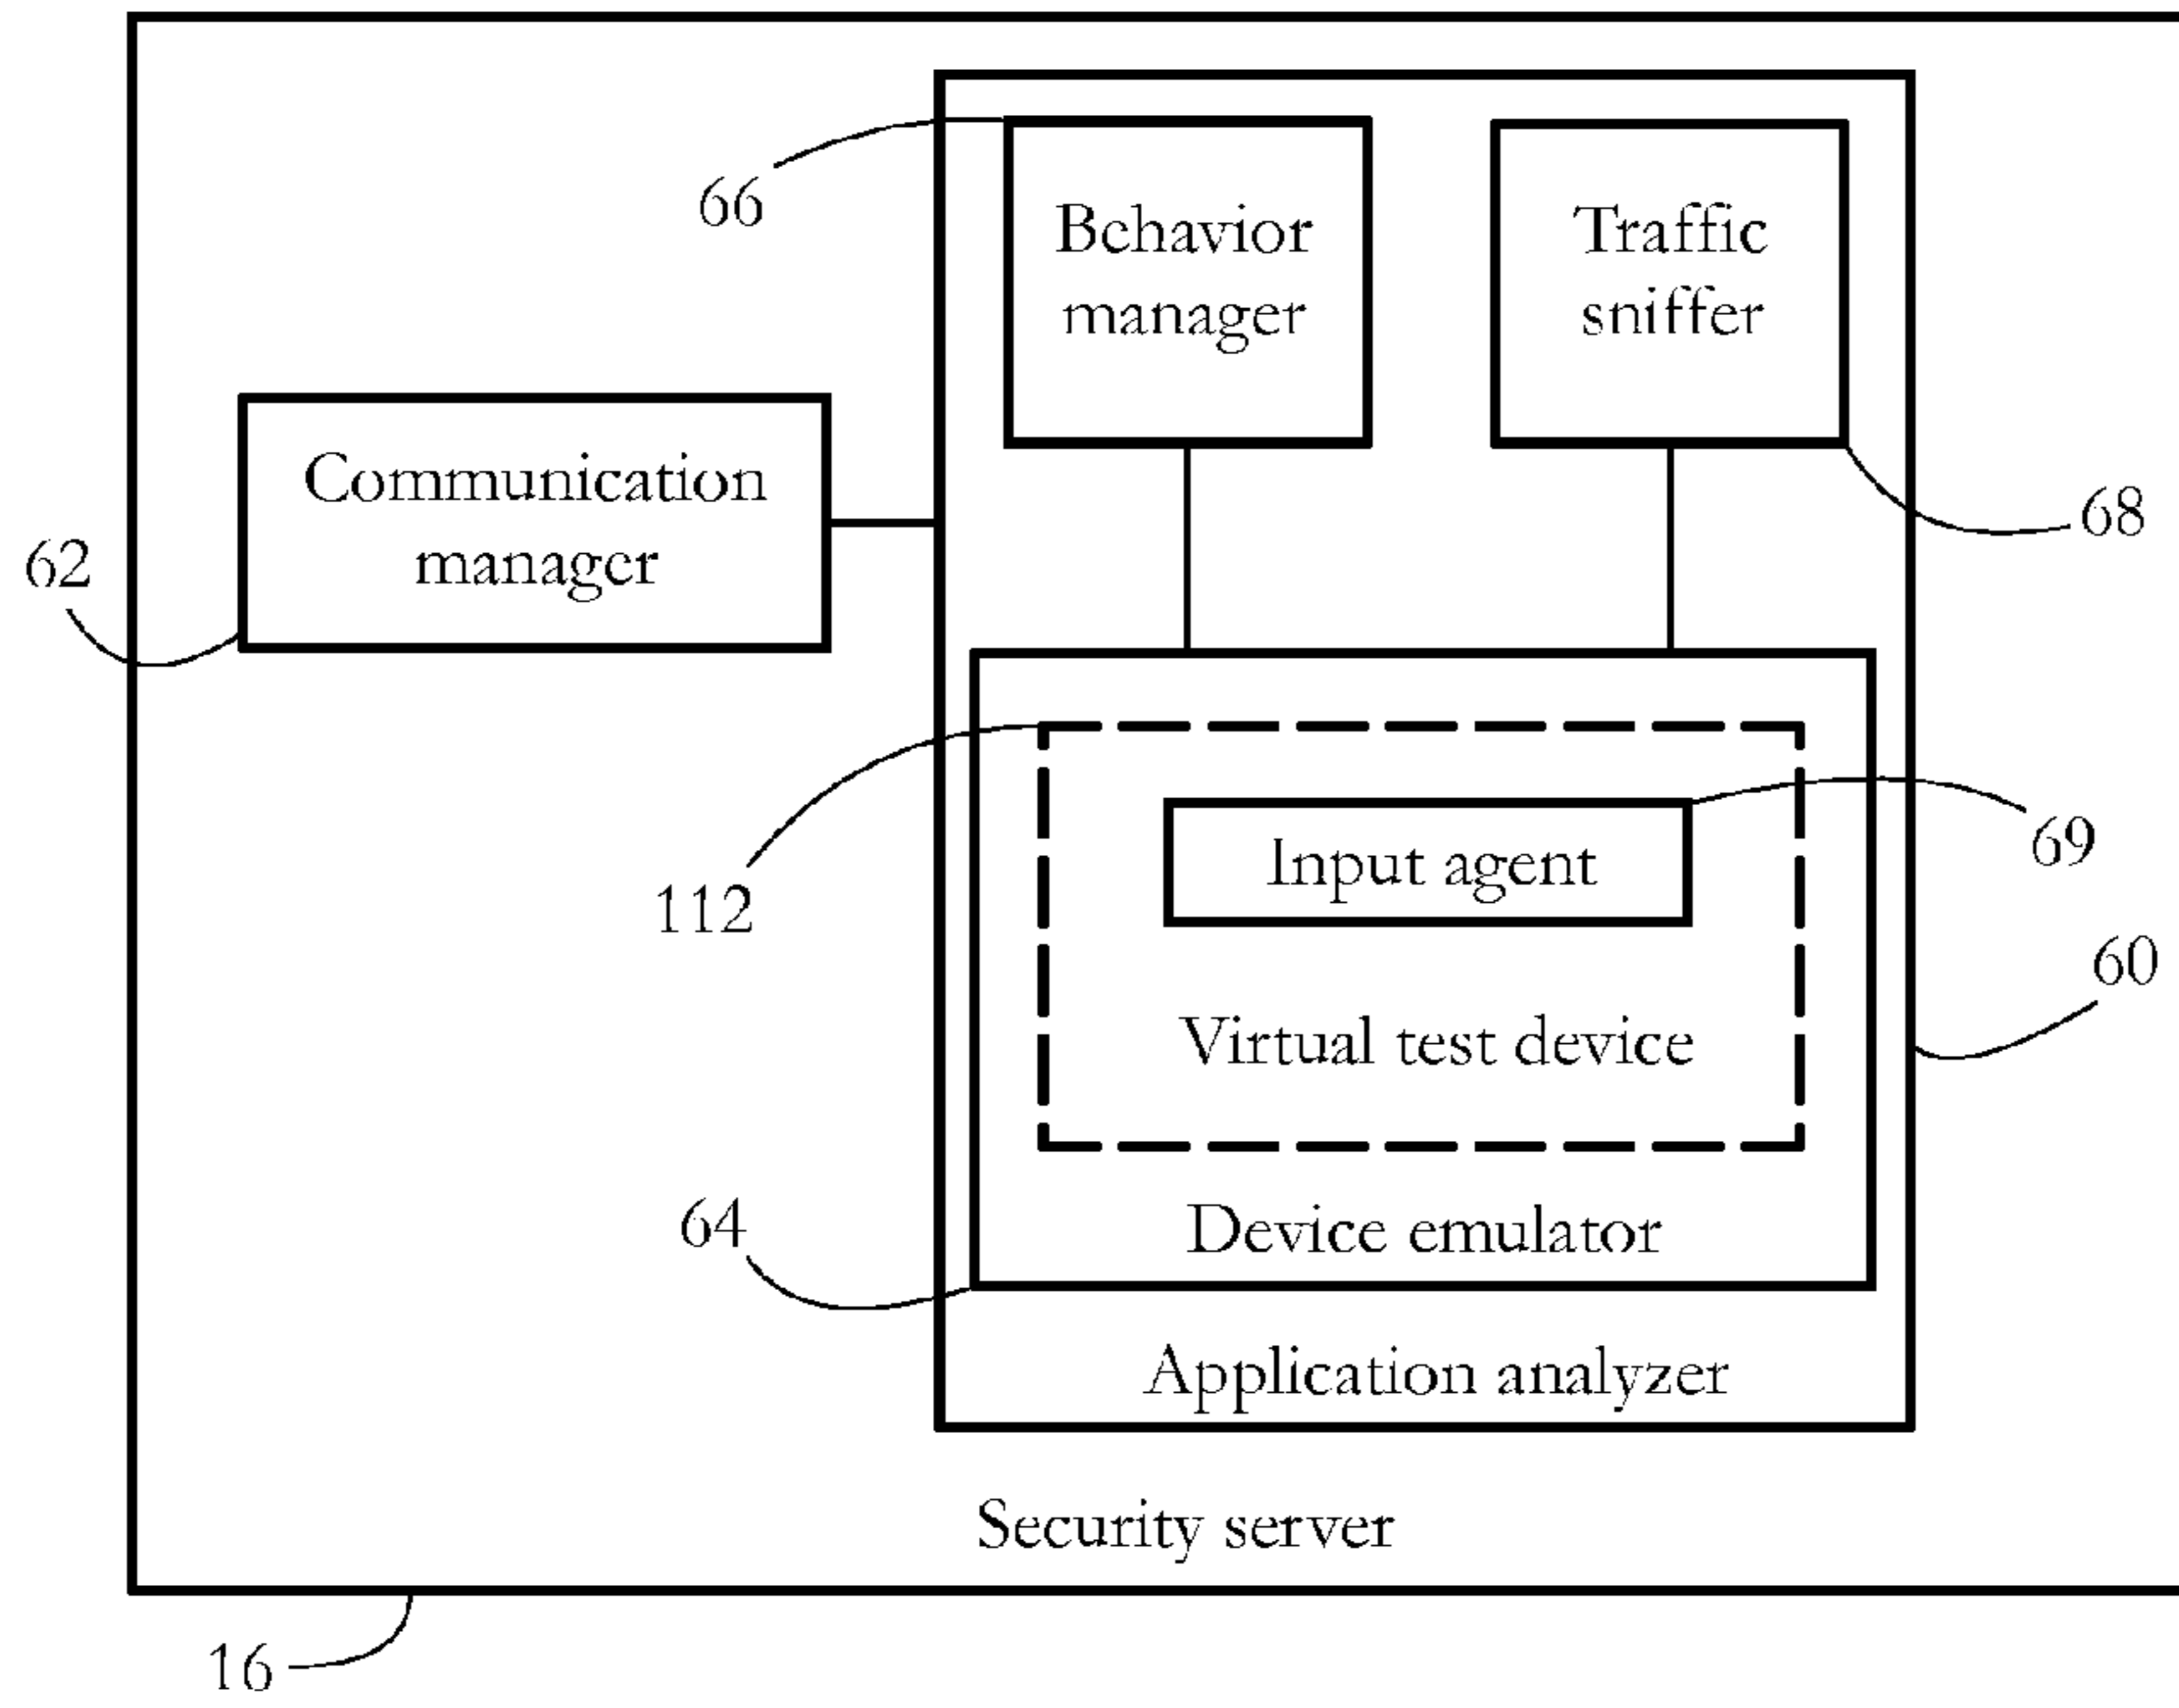 66
Behavior
manager
Traffic
sniffer
Communication
manager
62
68
112
Input agent
69
Virtual test device
60
64
Device emulator
Application analyzer
Security server
16